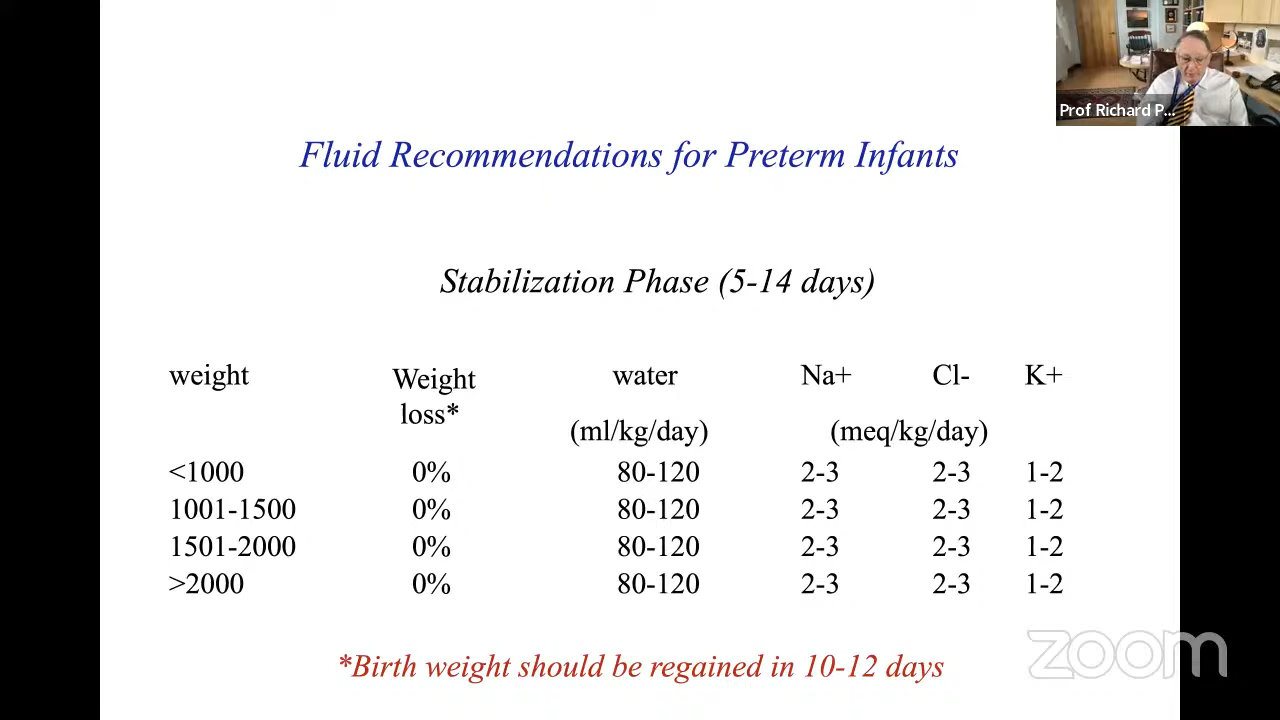 Prof Richard P...
Fluid Recommendations for Preterm Infants
Stabilization Phase (5-14 days)
weight Weight loss* water Na+ Cl- K+
(ml/kg/day) (meq/kg/day)
<1000 0% 80-120 2-3 2-3 1-2
1001-1500 0% 80-120 2-3 2-3 1-2
1501-2000 0% 80-120 2-3 2-3 1-2
>2000 0% 80-120 2-3 2-3 1-2
*Birth weight should be regained in 10-12 days
zoom